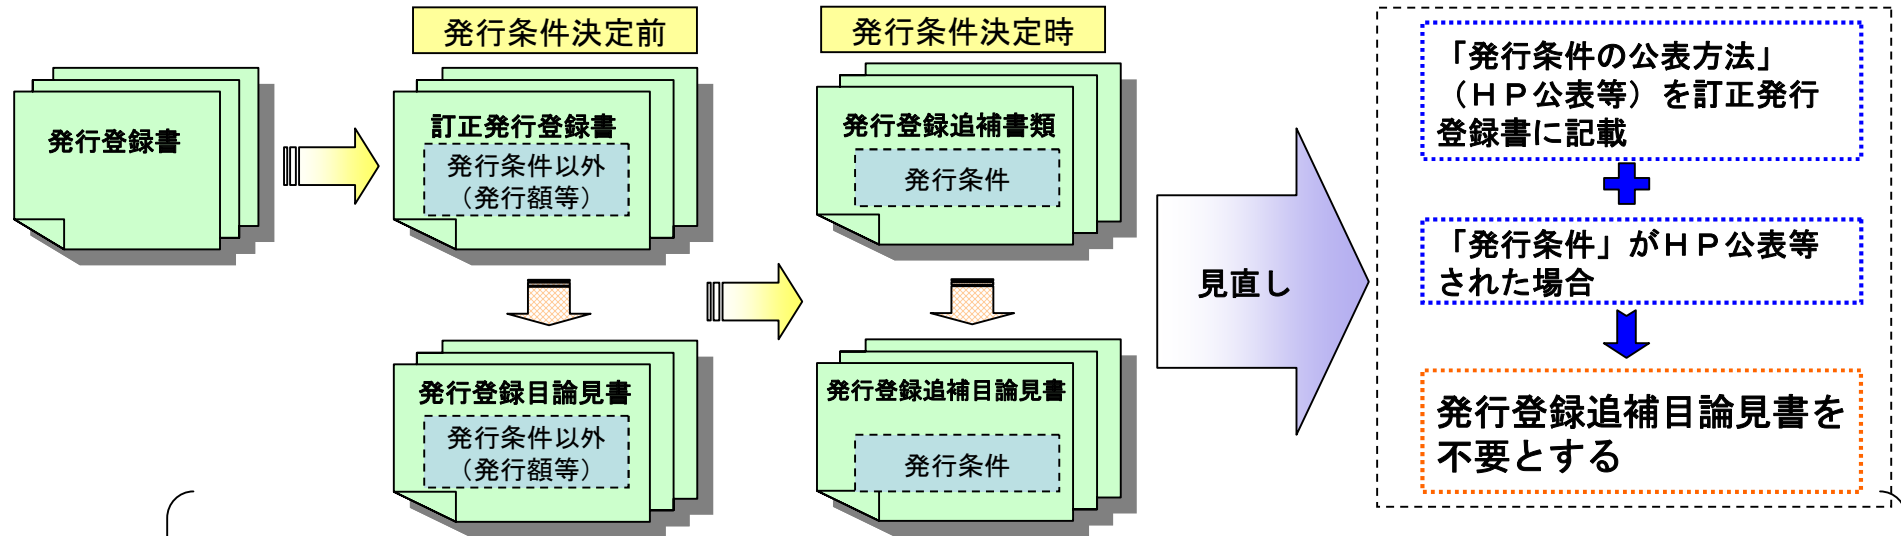 発行条件決定前
発行条件決定時
発行登録書
訂正発行登録書
発行条件以外
（発行額等）
発行登録追補書類
発行条件
発行登録目論見書
発行条件以外
（発行額等）
発行登録追補目論見書
発行条件
見直し
「発行条件の公表方法」
（ＨＰ公表等）を訂正発行
登録書に記載
「発行条件」がＨＰ公表等
された場合
発行登録追補目論見書を
不要とする